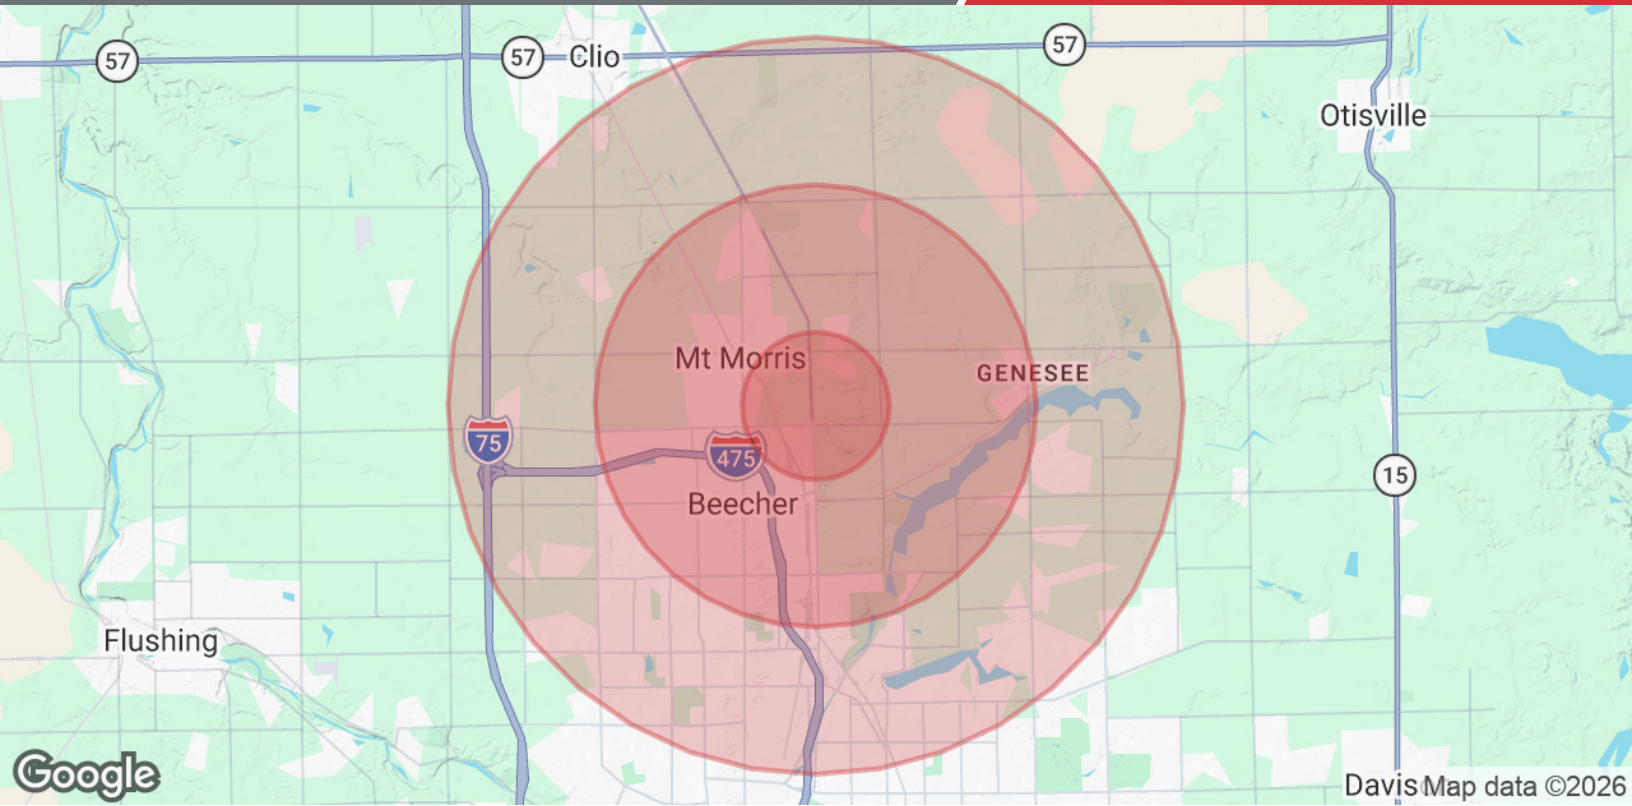 57
57
Clio
57
Otisville
Mt Morris
GENESEE
75
475
15
Beecher
Flushing
Google
Davis
Map data ©2026